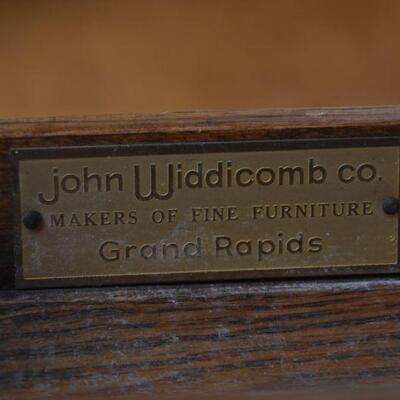 john Widdicomb co.
MAKERS OF FINE FURNITURE
Grand Rapids